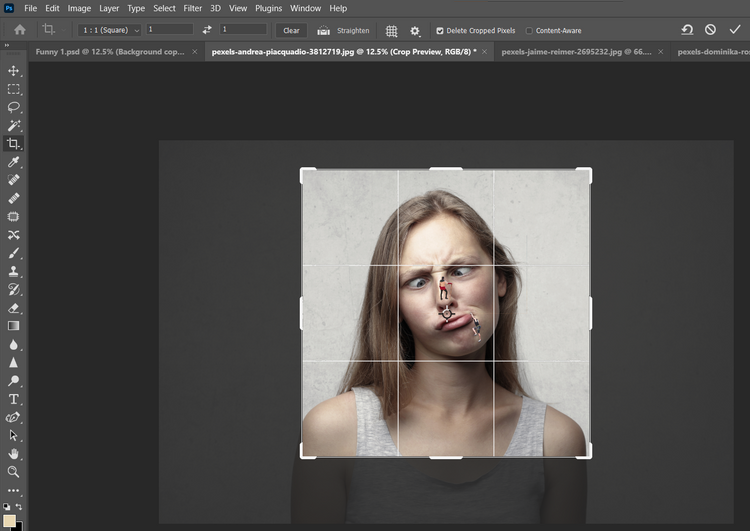 Ps File Edit Image Layer Type Select Filter 3D View Plugins Window Help
1 : 1 (Square) 1 1 Clear Straighten Delete Cropped Pixels Content-Aware
Funny 1.psd @ 12.5% (Background cop... × pexels-andrea-piacquadio-3812719.jpg @ 12.5% (Crop Preview, RGB/8) * × pexels-jaime-reimer-2695232.jpg @ 66.... × pexels-dominika-ro